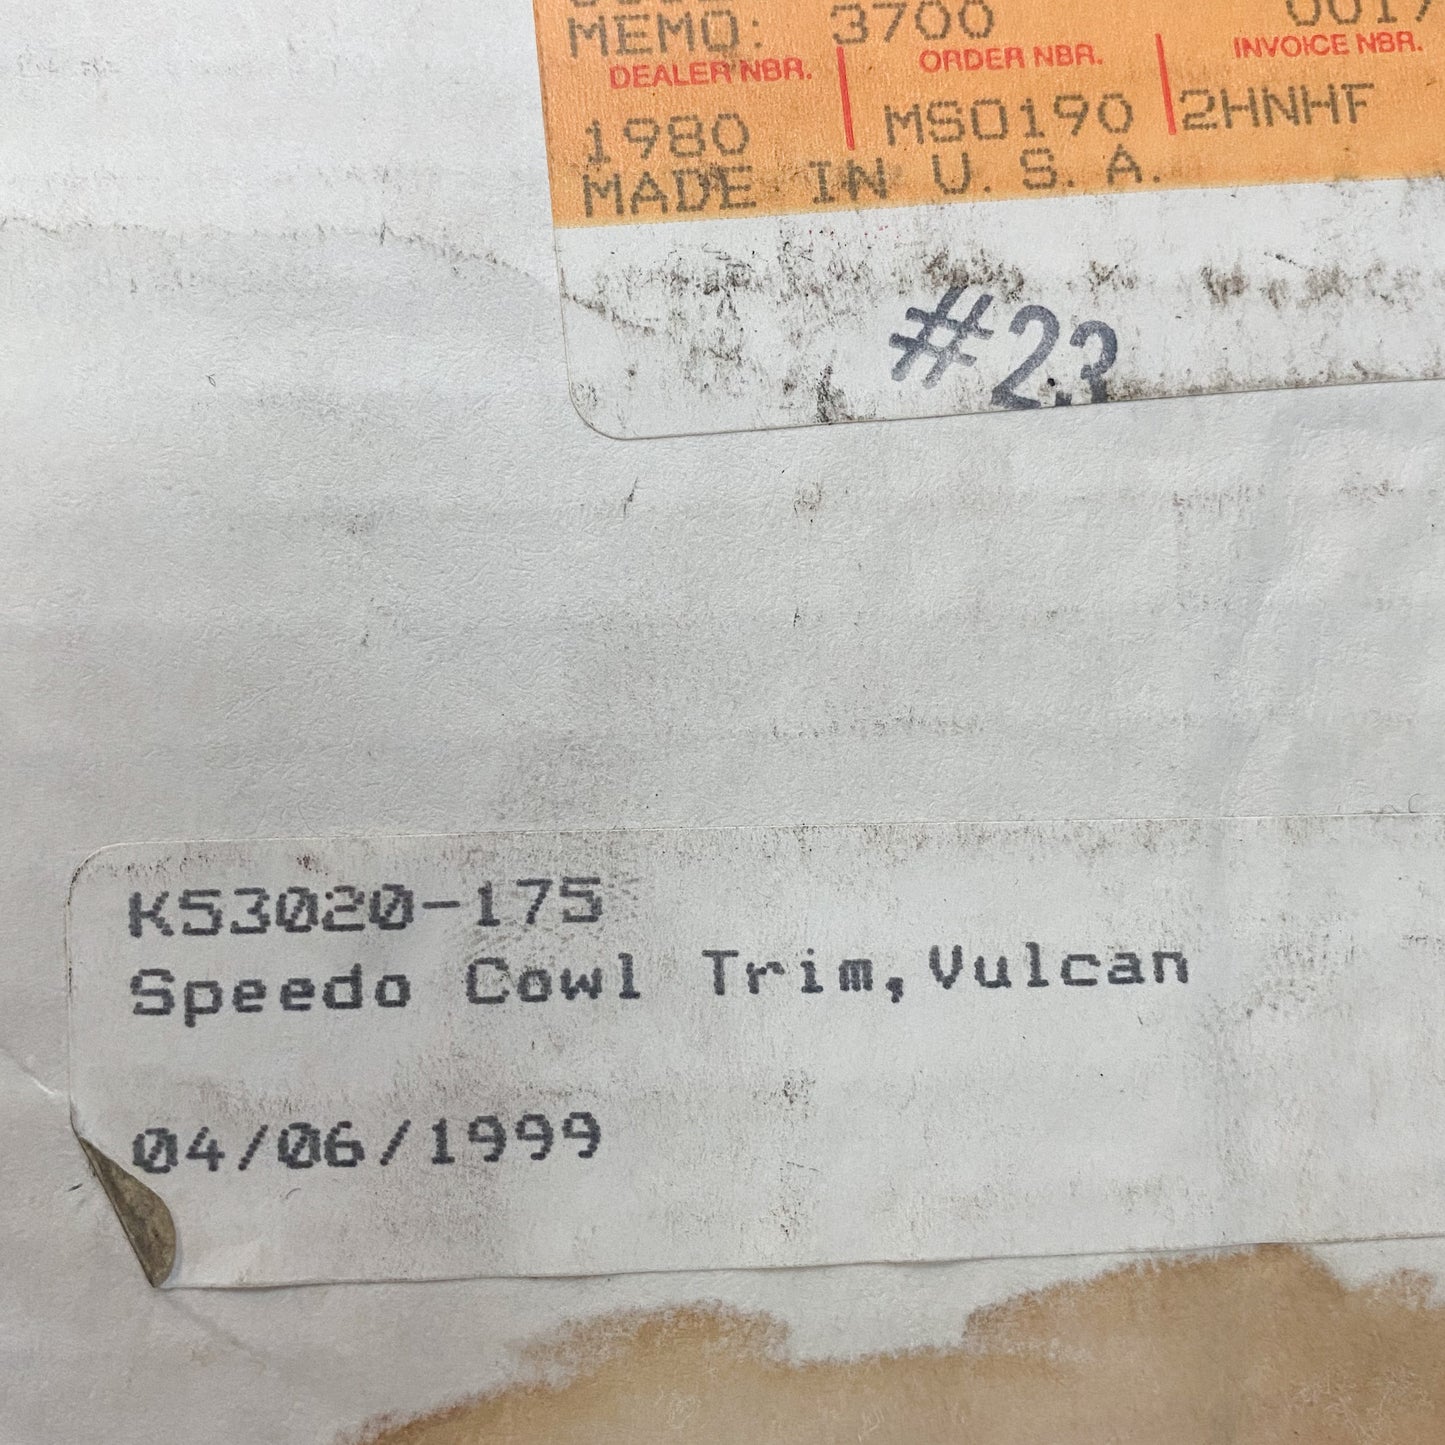 MEMO: 3700
DEALER NBR. ORDER NBR. INVOICE NBR.
1980 MSO190 2HNHF
MADE IN U.S.A.
#23
K53020-175
Speedo Cowl Trim,Vulcan
04/06/1999